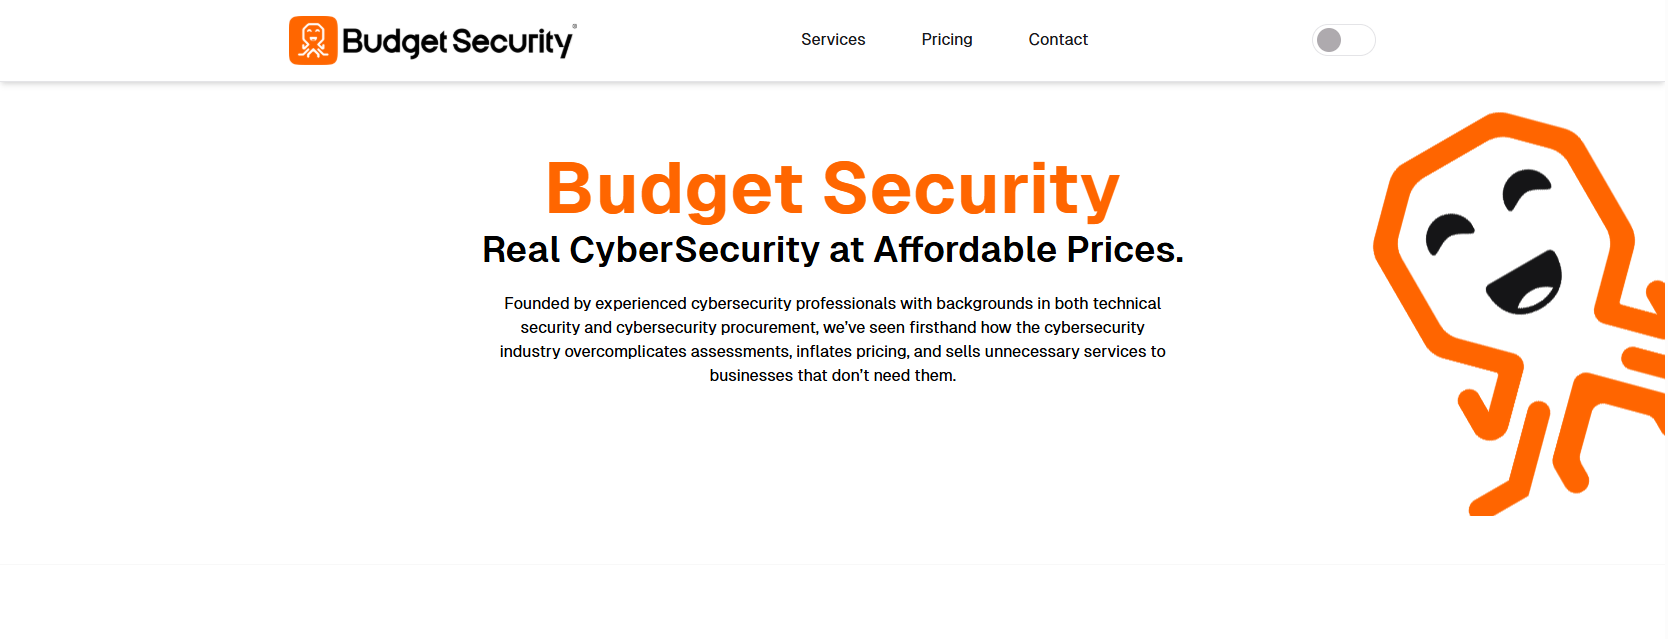 Budget Security®
Services
Pricing
Contact
Budget Security
Real CyberSecurity at Affordable Prices.
Founded by experienced cybersecurity professionals with backgrounds in both technical
security and cybersecurity procurement, we’ve seen firsthand how the cybersecurity
industry overcomplicates assessments, inflates pricing, and sells unnecessary services to
businesses that don’t need them.